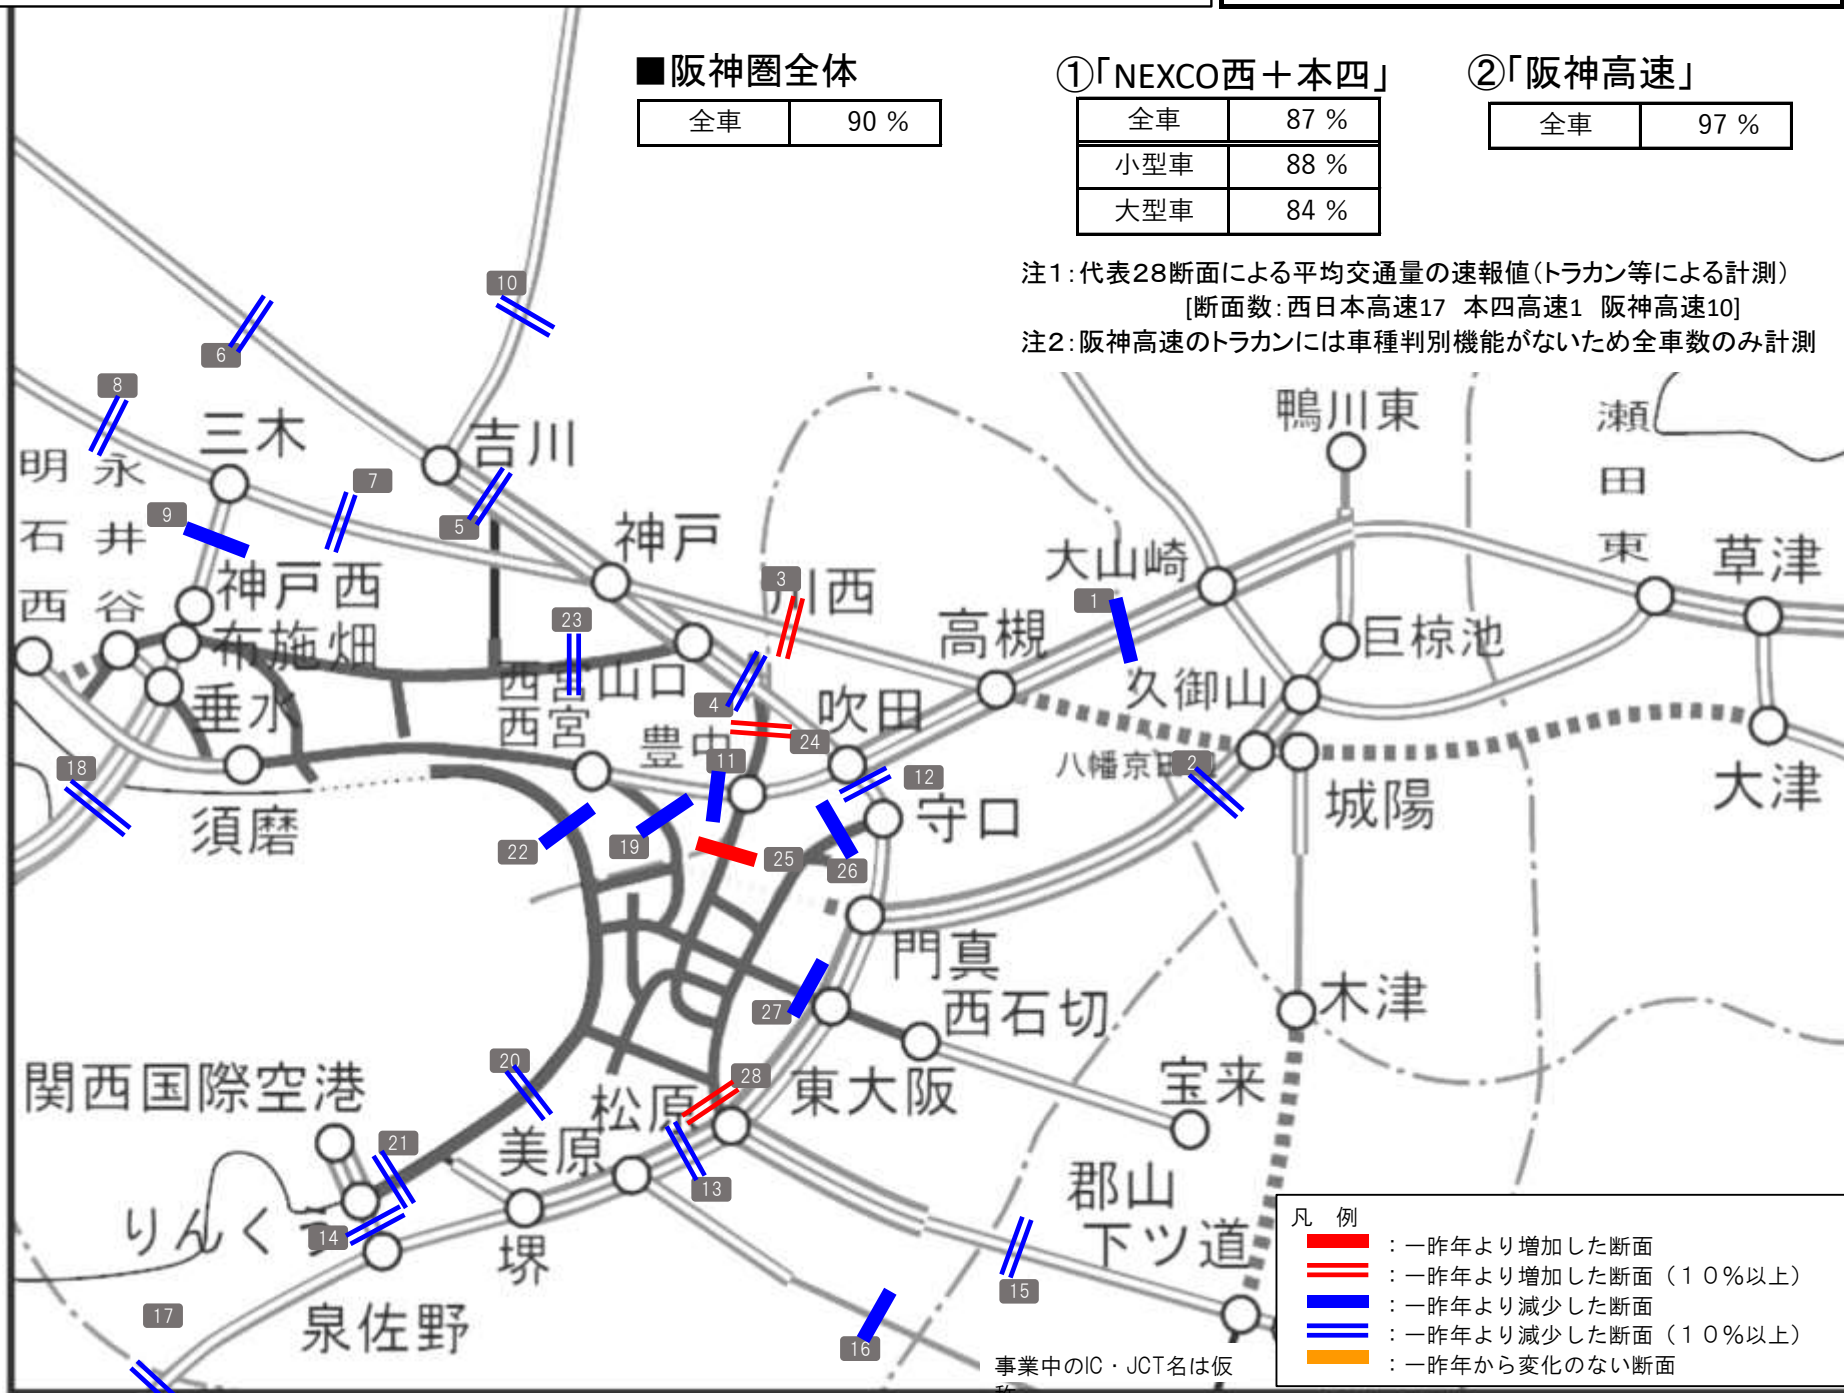 ■阪神圏全体
全車 90 %
①「NEXCO西＋本四」
全車 87 %
小型車 88 %
大型車 84 %
②「阪神高速」
全車 97 %
注1：代表28断面による平均交通量の速報値（トラカン等による計測）
[断面数：西日本高速17 本四高速1 阪神高速10]
注2：阪神高速のトラカンには車種判別機能がないため全車数のみ計測
10
6
8
三木
吉川
鴨川東
瀬田東
明石西
永井谷
7
9
5
神戸
大山崎
草津
神戸西
3
川西
1
高槻
23
布施畑
巨椋池
西宮山口
久御山
垂水
4
吹田
西宮
豊中
24
11
八幡京田
2
18
12
大津
須磨
守口
城陽
22
19
25
26
門真
27
西石切
木津
20
28
関西国際空港
松原
東大阪
宝来
21
美原
13
郡山
下ツ道
りんくう
14
堺
15
17
泉佐野
16
事業中のIC・JCT名は仮
称
凡 例
：一昨年より増加した断面
：一昨年より増加した断面（１０％以上）
：一昨年より減少した断面
：一昨年より減少した断面（１０％以上）
：一昨年から変化のない断面